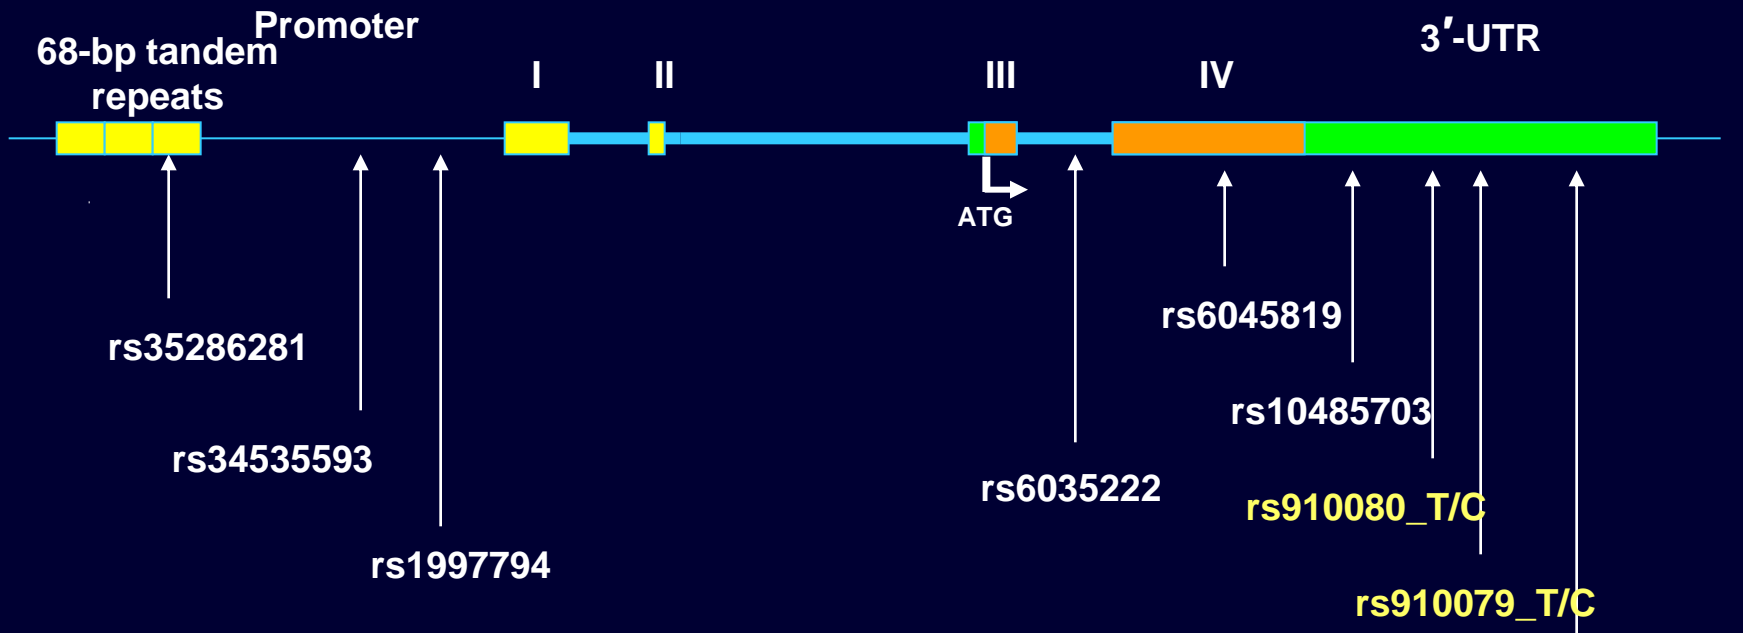 Promoter
68-bp tandem
repeats
3′-UTR
I
II
III
IV
ATG
rs35286281
rs34535593
rs1997794
rs6035222
rs6045819
rs10485703
rs910080_T/C
rs910079_T/C